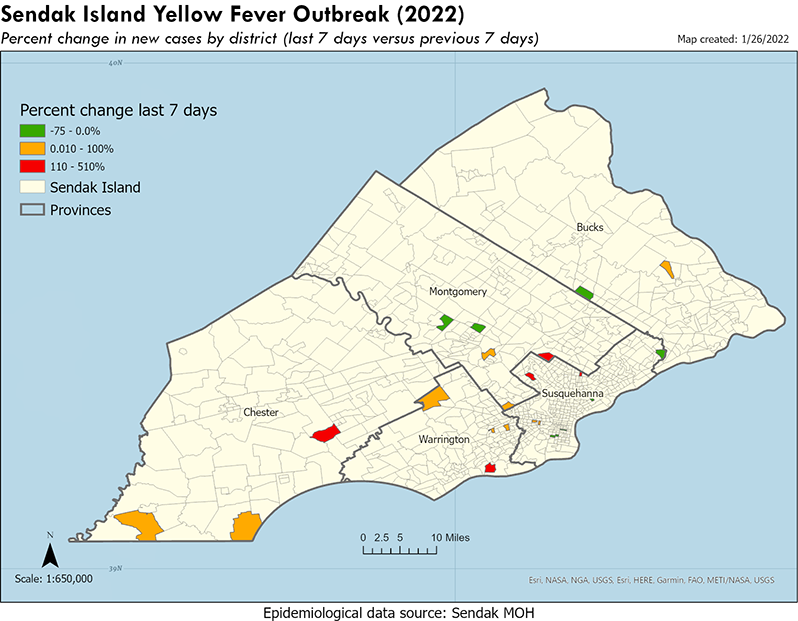 Sendak Island Yellow Fever Outbreak (2022)
Percent change in new cases by district (last 7 days versus previous 7 days)
Map created: 1/26/2022
40N
Percent change last 7 days
-75 - 0.0%
0.010 - 100%
110 - 510%
Sendak Island
Provinces
Bucks
Montgomery
Susquehanna
Chester
Warrington
N
0 2.5 5 10 Miles
39N
Scale: 1:650,000
Esri, NASA, NGA, USGS, Esri, HERE, Garmin, FAO, METI/NASA, USGS
Epidemiological data source: Sendak MOH